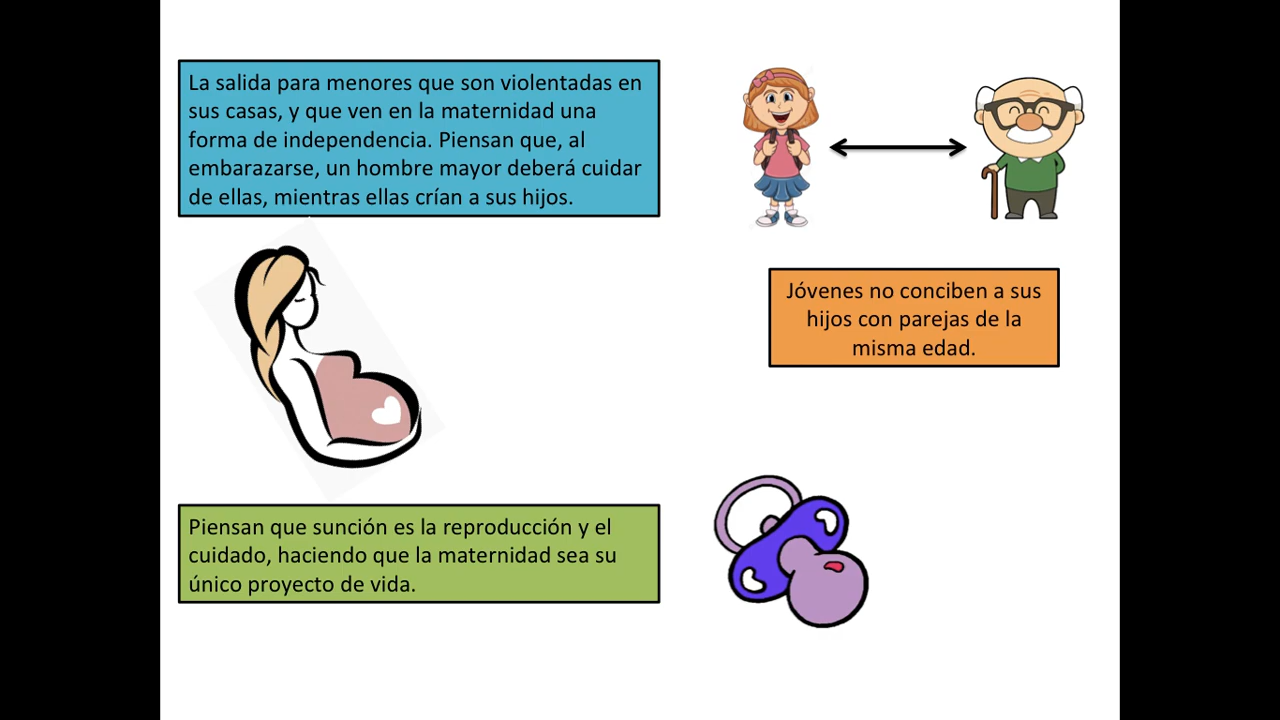 La salida para menores que son violentadas en
sus casas, y que ven en la maternidad una
forma de independencia. Piensan que, al
embarazarse, un hombre mayor deberá cuidar
de ellas, mientras ellas crían a sus hijos.
Jóvenes no conciben a sus
hijos con parejas de la
misma edad.
Piensan que sunción es la reproducción y el
cuidado, haciendo que la maternidad sea su
único proyecto de vida.